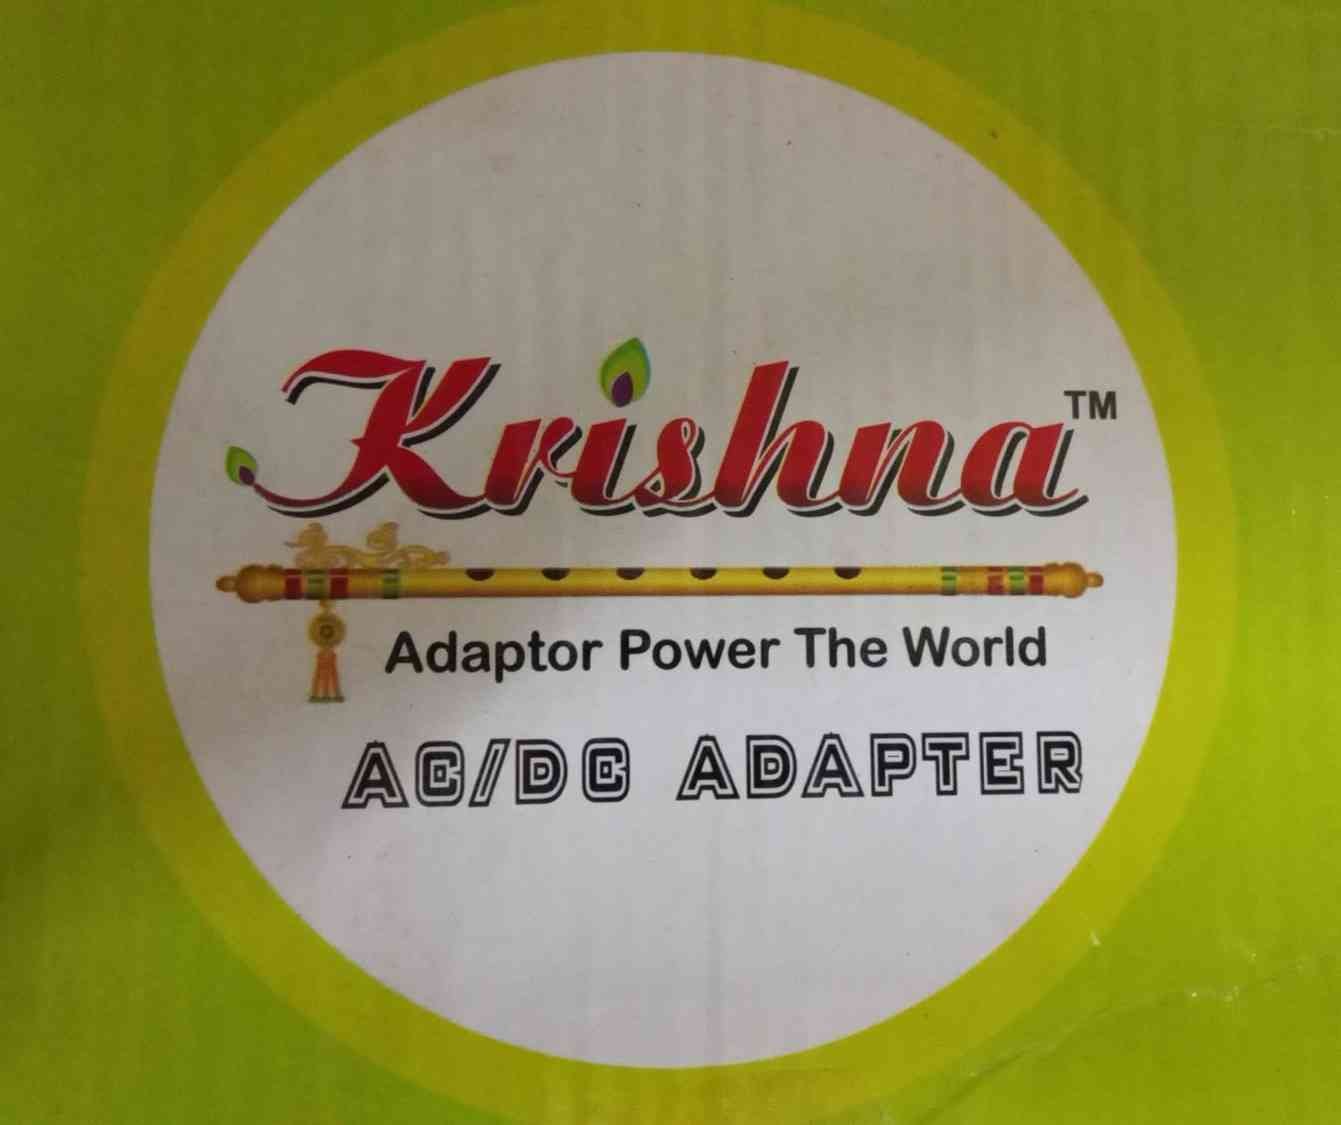 Krishna™
Adaptor Power The World
AC/DC ADAPTER